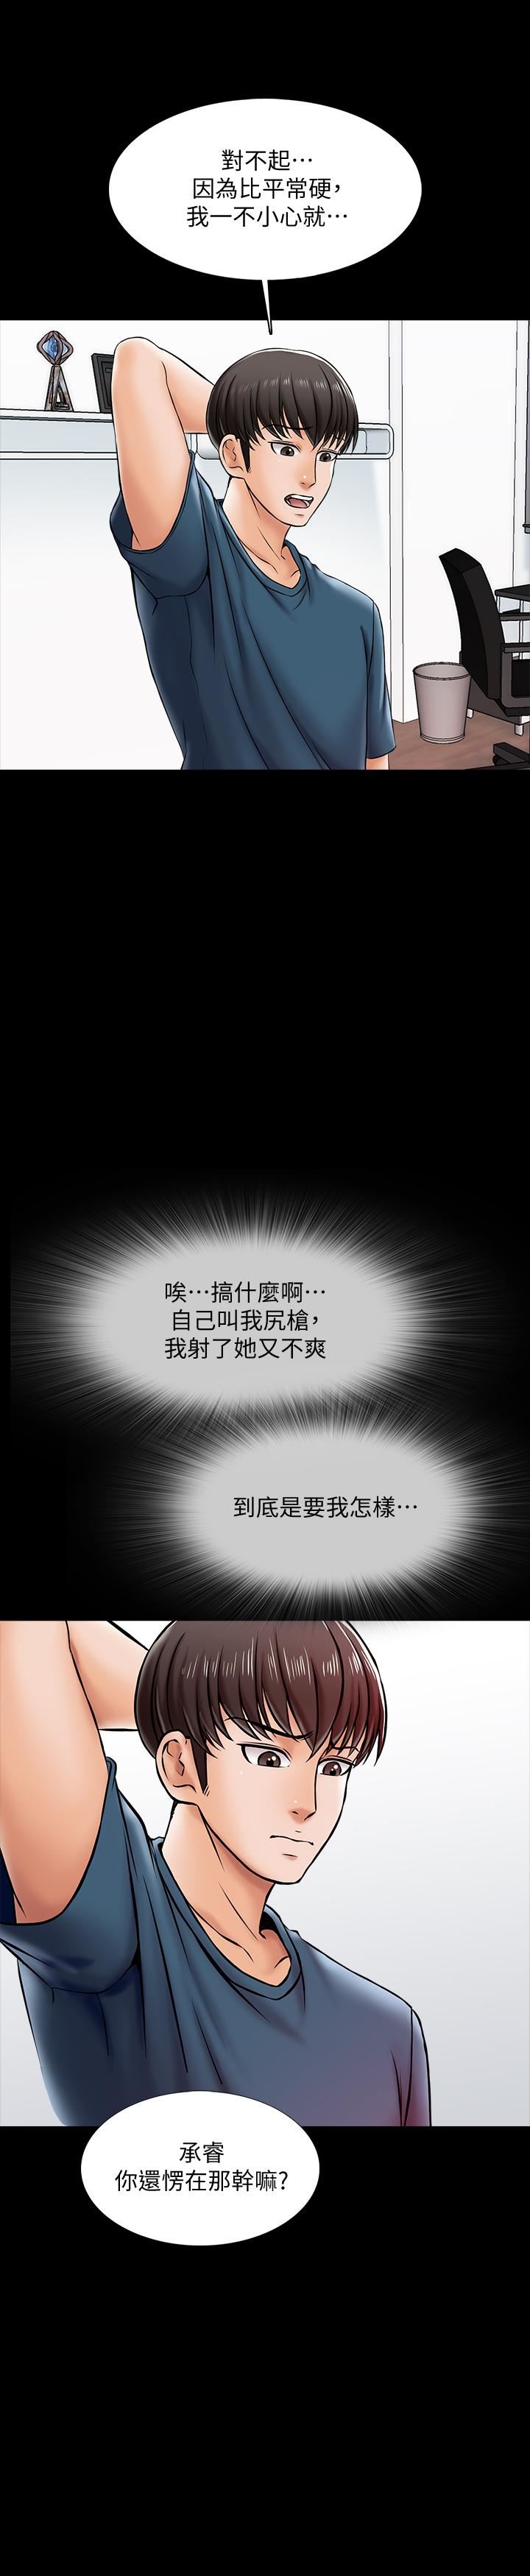 對不起⋯
因為比平常硬，
我一不小心就⋯
唉⋯搞什麼啊⋯
自己叫我尻槍，
我射了她又不爽
到底是要我怎樣⋯
承睿
你還愣在那幹嘛?